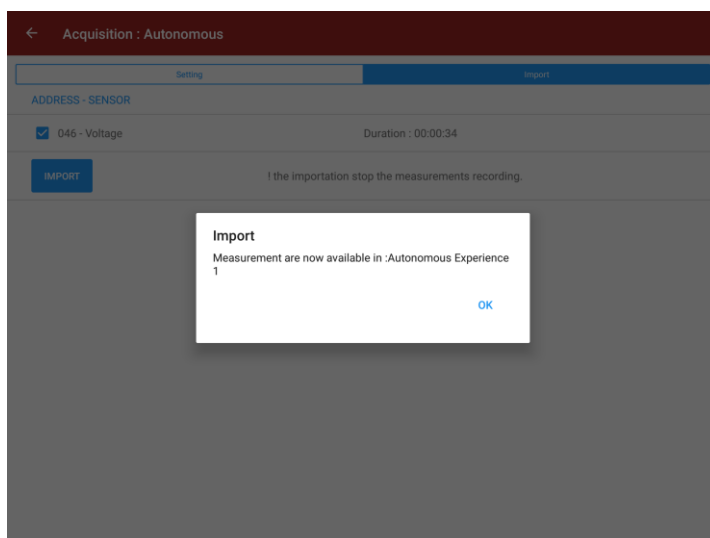 Acquisition : Autonomous
Setting
Import
ADDRESS - SENSOR
046 - Voltage
Duration : 00:00:34
IMPORT
! the importation stop the measurements recording.
Import
Measurement are now available in :Autonomous Experience
1
OK